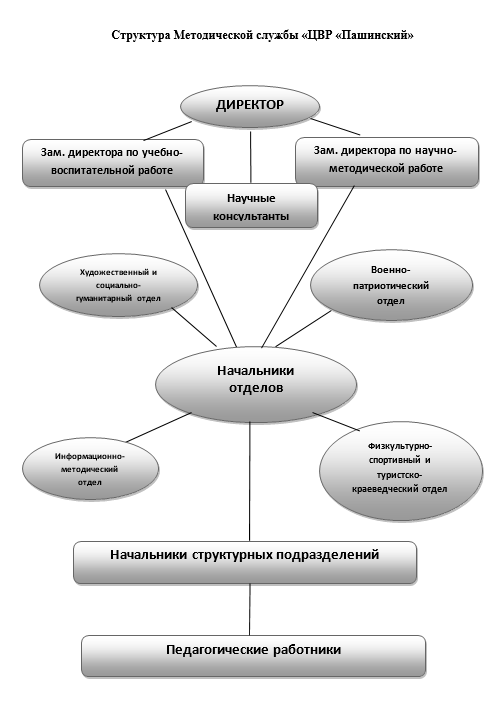 Структура Методической службы «ЦВР «Пашинский»
ДИРЕКТОР
Зам. директора по учебно-
воспитательной работе
Зам. директора по научно-
методической работе
Научные
консультанты
Художественный и
социально-
гуманитарный отдел
Военно-
патриотический
отдел
Начальники
отделов
Информационно-
методический
отдел
Физкультурно-
спортивный и
туристско-
краеведческий отдел
Начальники структурных подразделений
Педагогические работники